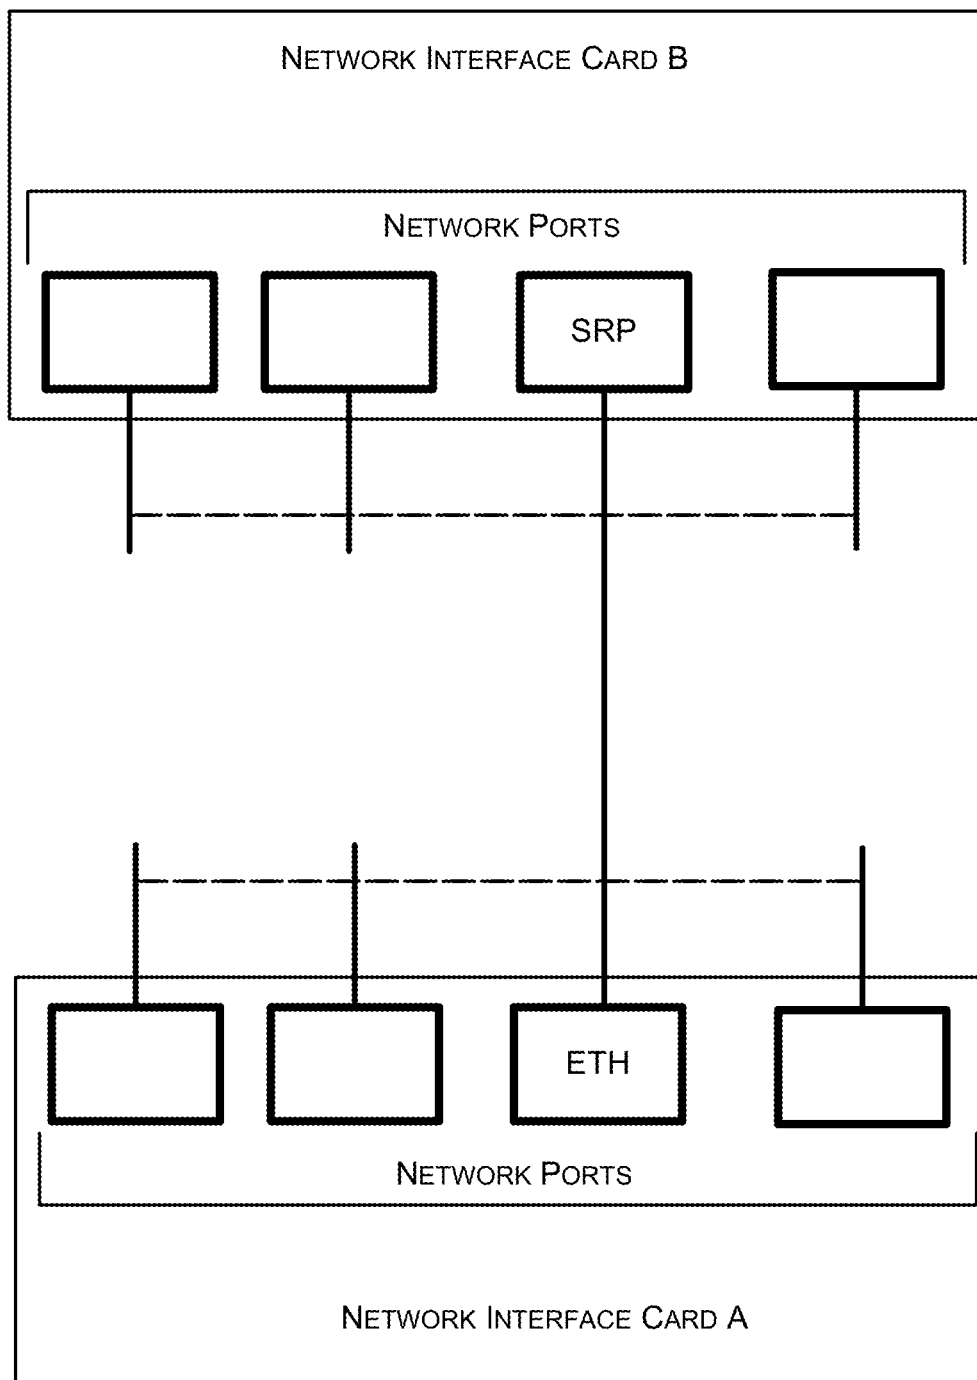 NETWORK INTERFACE CARD B
NETWORK PORTS
SRP
ETH
NETWORK PORTS
NETWORK INTERFACE CARD A